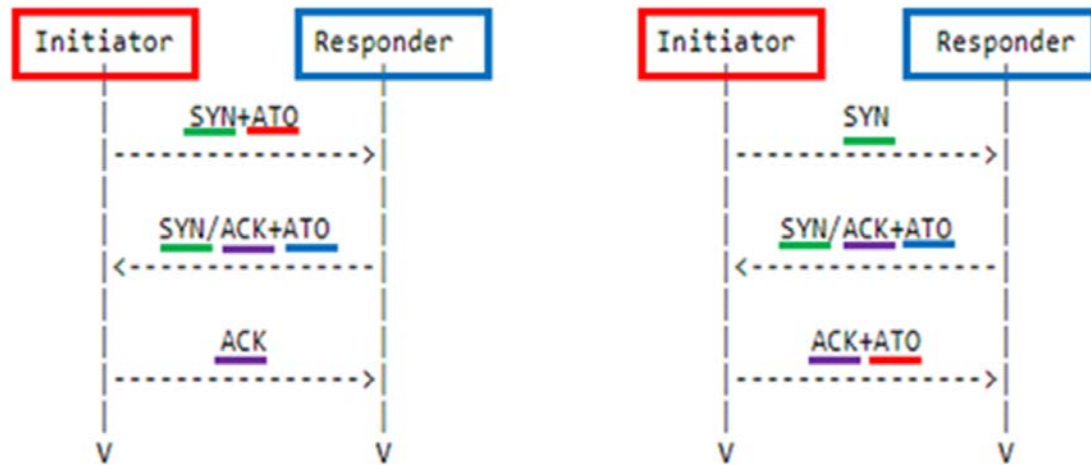 Initiator Responder
SYN+ATO
SYN/ACK+ATO
ACK
V V
Initiator Responder
SYN
SYN/ACK+ATO
ACK+ATO
V V